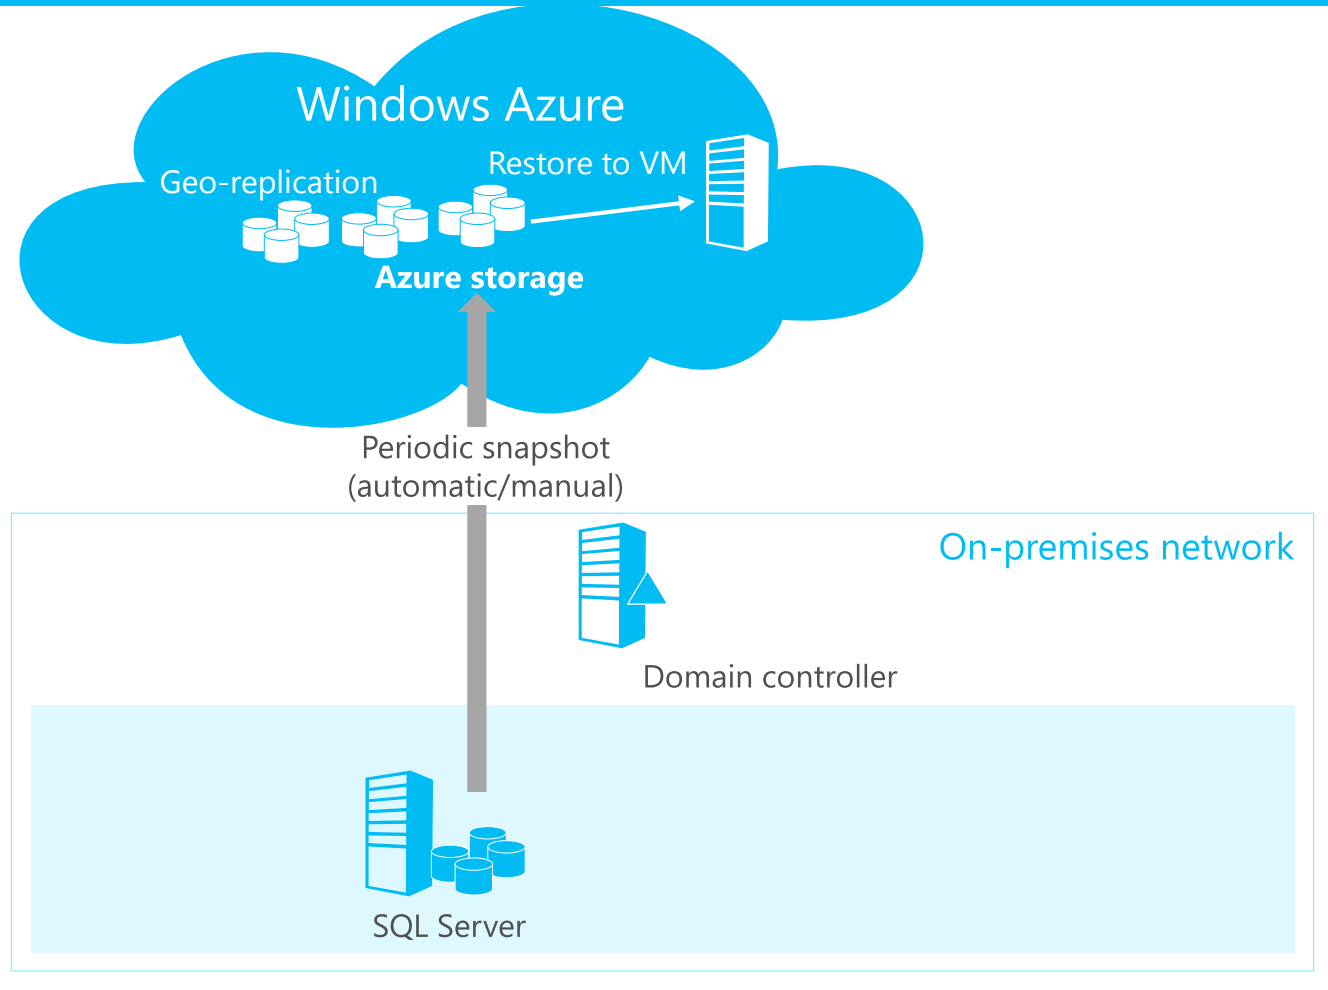 Windows Azure
Restore to VM
Geo-replication
Azure storage
Periodic snapshot
(automatic/manual)
On-premises network
Domain controller
SQL Server